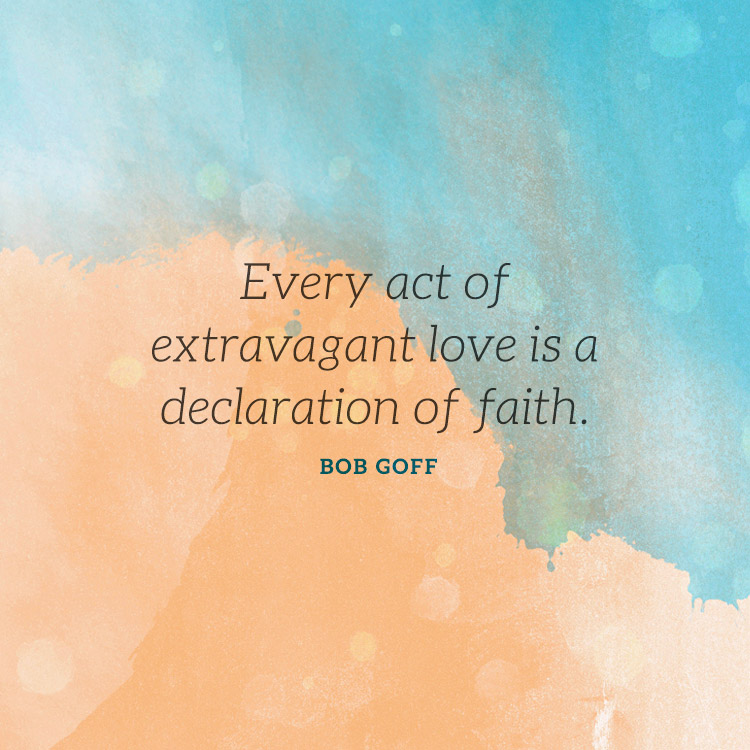 Every act of
extravagant love is a
declaration of faith.
BOB GOFF